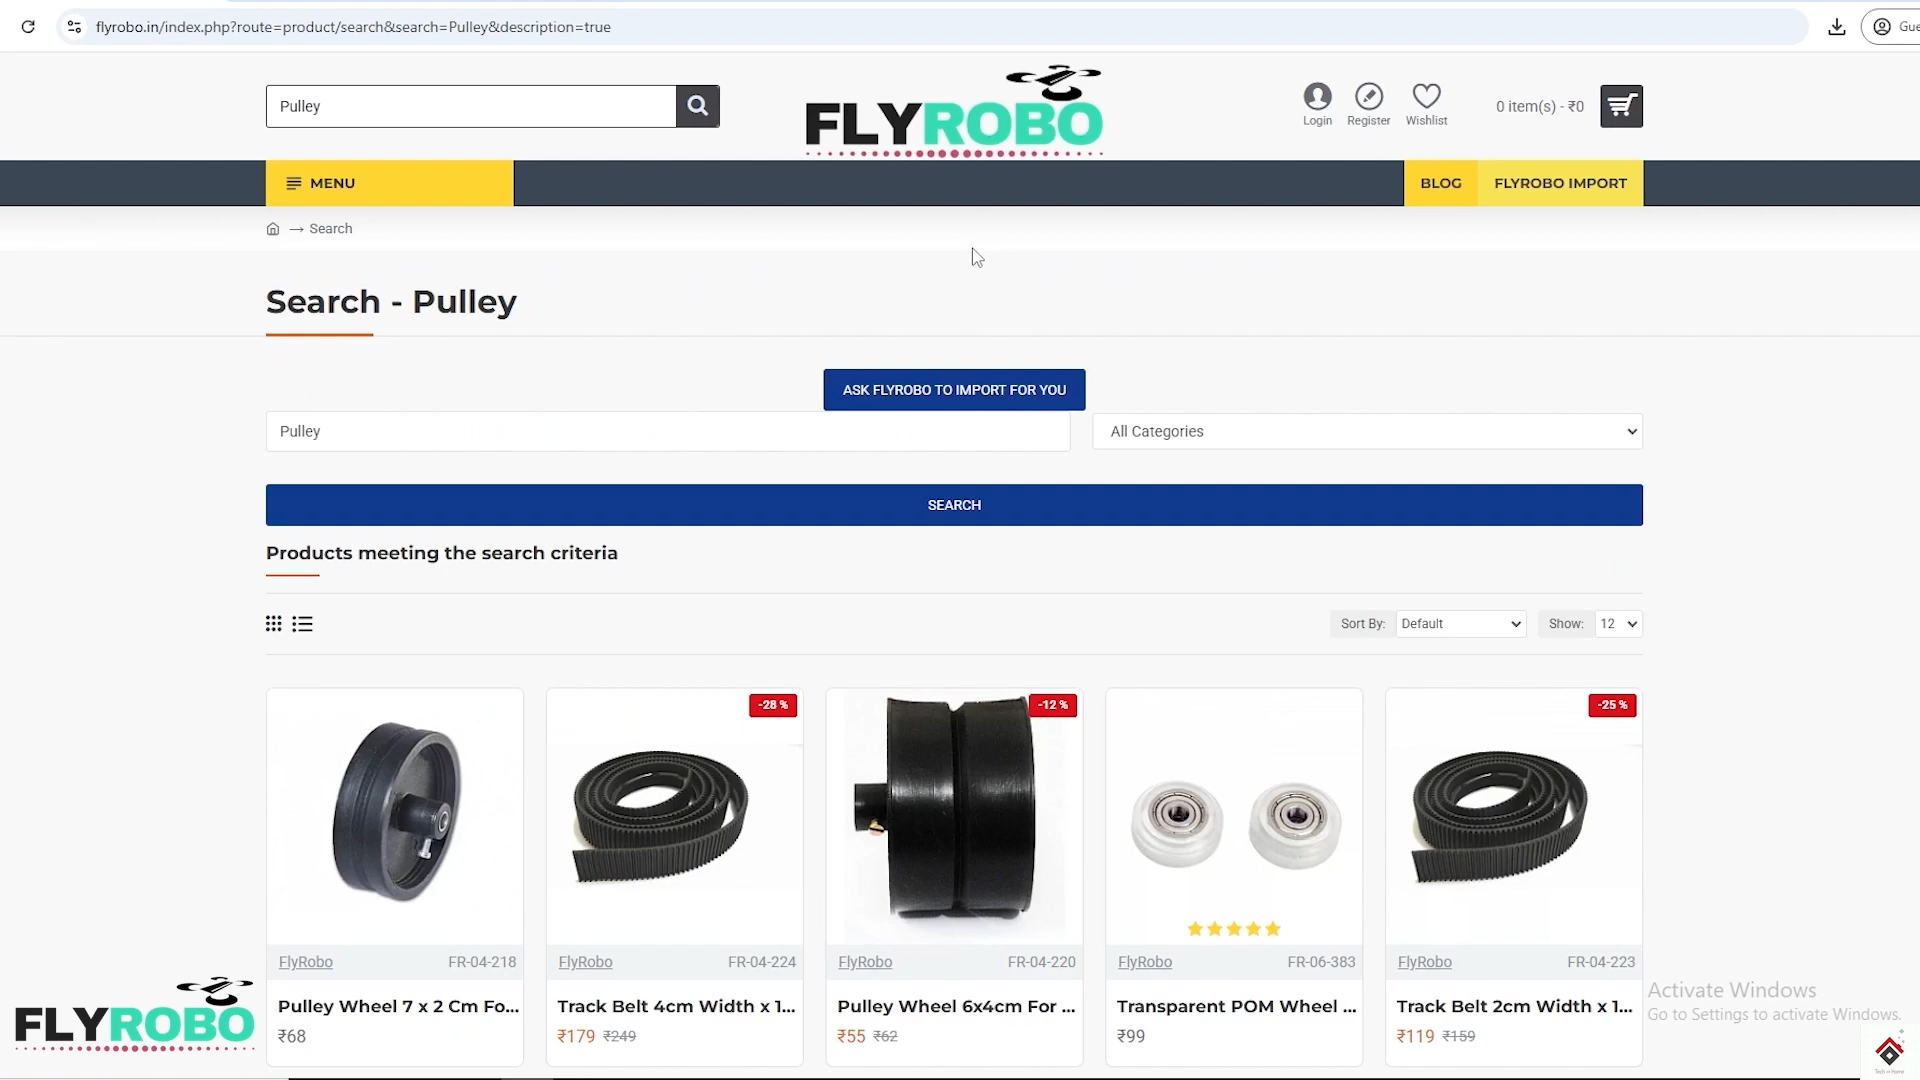 flyrobo.in/index.php?route=product/search&search=Pulley&description=true
Gue
Pulley
FLYROBO
Login
Register
Wishlist
0 item(s) - ₹0
MENU
BLOG
FLYROBO IMPORT
Search
Search - Pulley
ASK FLYROBO TO IMPORT FOR YOU
Pulley
All Categories
SEARCH
Products meeting the search criteria
Sort By: Default
Show: 12
-28 %
-12 %
-25 %
FlyRobo FR-04-218
FlyRobo FR-04-224
FlyRobo FR-04-220
FlyRobo FR-06-383
FlyRobo FR-04-223
Pulley Wheel 7 x 2 Cm Fo...
Track Belt 4cm Width x 1...
Pulley Wheel 6x4cm For ...
Transparent POM Wheel ...
Track Belt 2cm Width x 1...
₹68
₹179 ₹249
₹55 ₹62
₹99
₹119 ₹159
FLYROBO
Activate Windows
Go to Settings to activate Windows.
Tech at Home